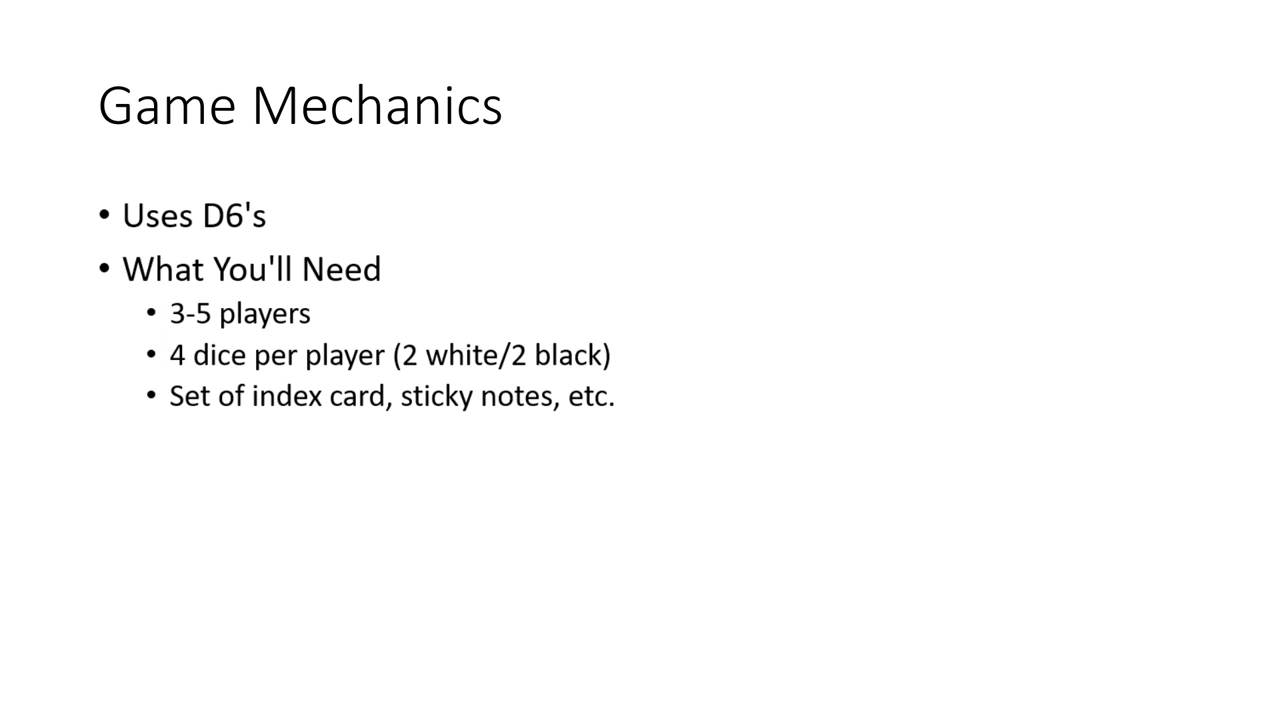 Game Mechanics
• Uses D6's
• What You'll Need
• 3-5 players
• 4 dice per player (2 white/2 black)
• Set of index card, sticky notes, etc.